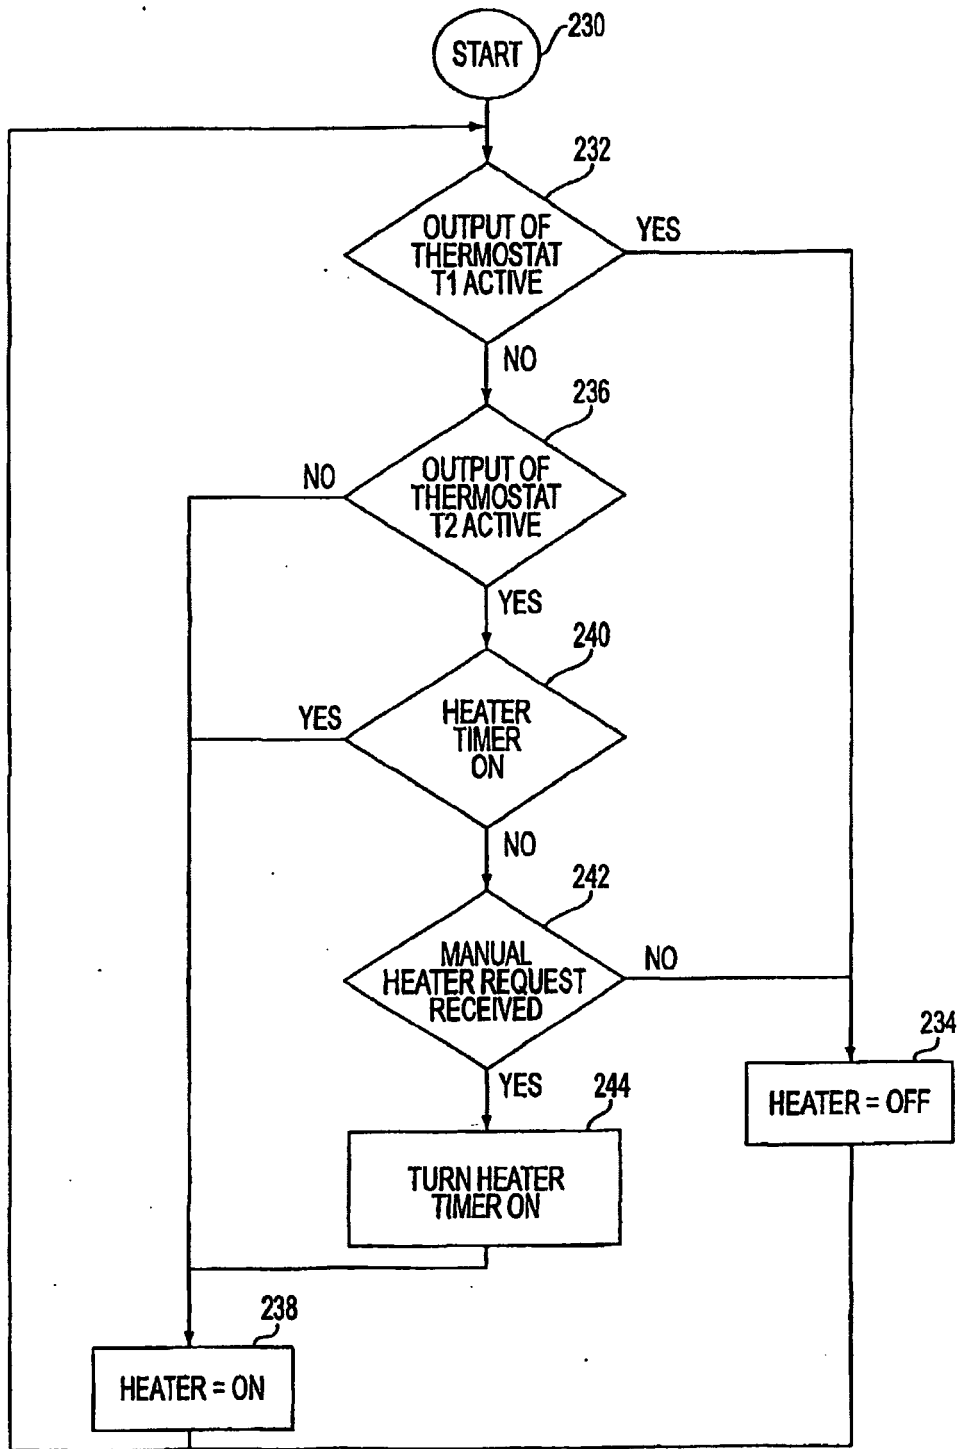 230
START
232
OUTPUT OF
THERMOSTAT
T1 ACTIVE
YES
NO
236
OUTPUT OF
THERMOSTAT
T2 ACTIVE
NO
YES
240
HEATER
TIMER
ON
YES
NO
242
MANUAL
HEATER REQUEST
RECEIVED
NO
YES
234
HEATER = OFF
244
TURN HEATER
TIMER ON
238
HEATER = ON